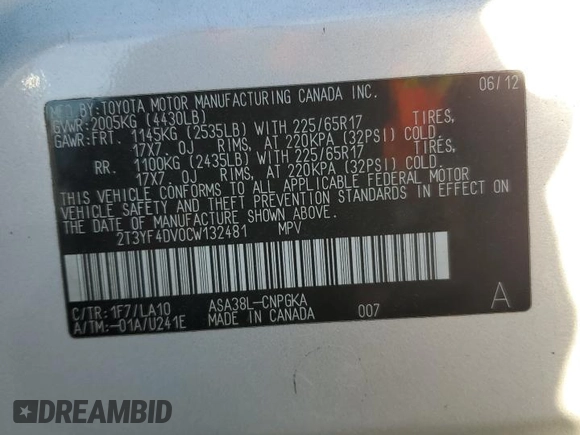 MFD.BY:TOYOTA MOTOR MANUFACTURING CANADA INC. 06/12
GVWR:2005KG (4430LB)
GAWR:FRT. 1145KG (2535LB) WITH 225/65R17 TIRES,
17X7. 0J RIMS, AT 220KPA (32PSI) COLD.
RR. 1100KG (2435LB) WITH 225/65R17 TIRES,
17X7. 0J RIMS, AT 220KPA (32PSI) COLD.
THIS VEHICLE CONFORMS TO ALL APPLICABLE FEDERAL MOTOR
VEHICLE SAFETY AND THEFT PREVENTION STANDARDS IN EFFECT ON
THE DATE OF MANUFACTURE SHOWN ABOVE.
2T3YF4DV0CW132481 MPV
C/TR:1F7/LA10 ASA38L-CNPGKA A
A/TM:-01A/U241E MADE IN CANADA 007
DREAMBID